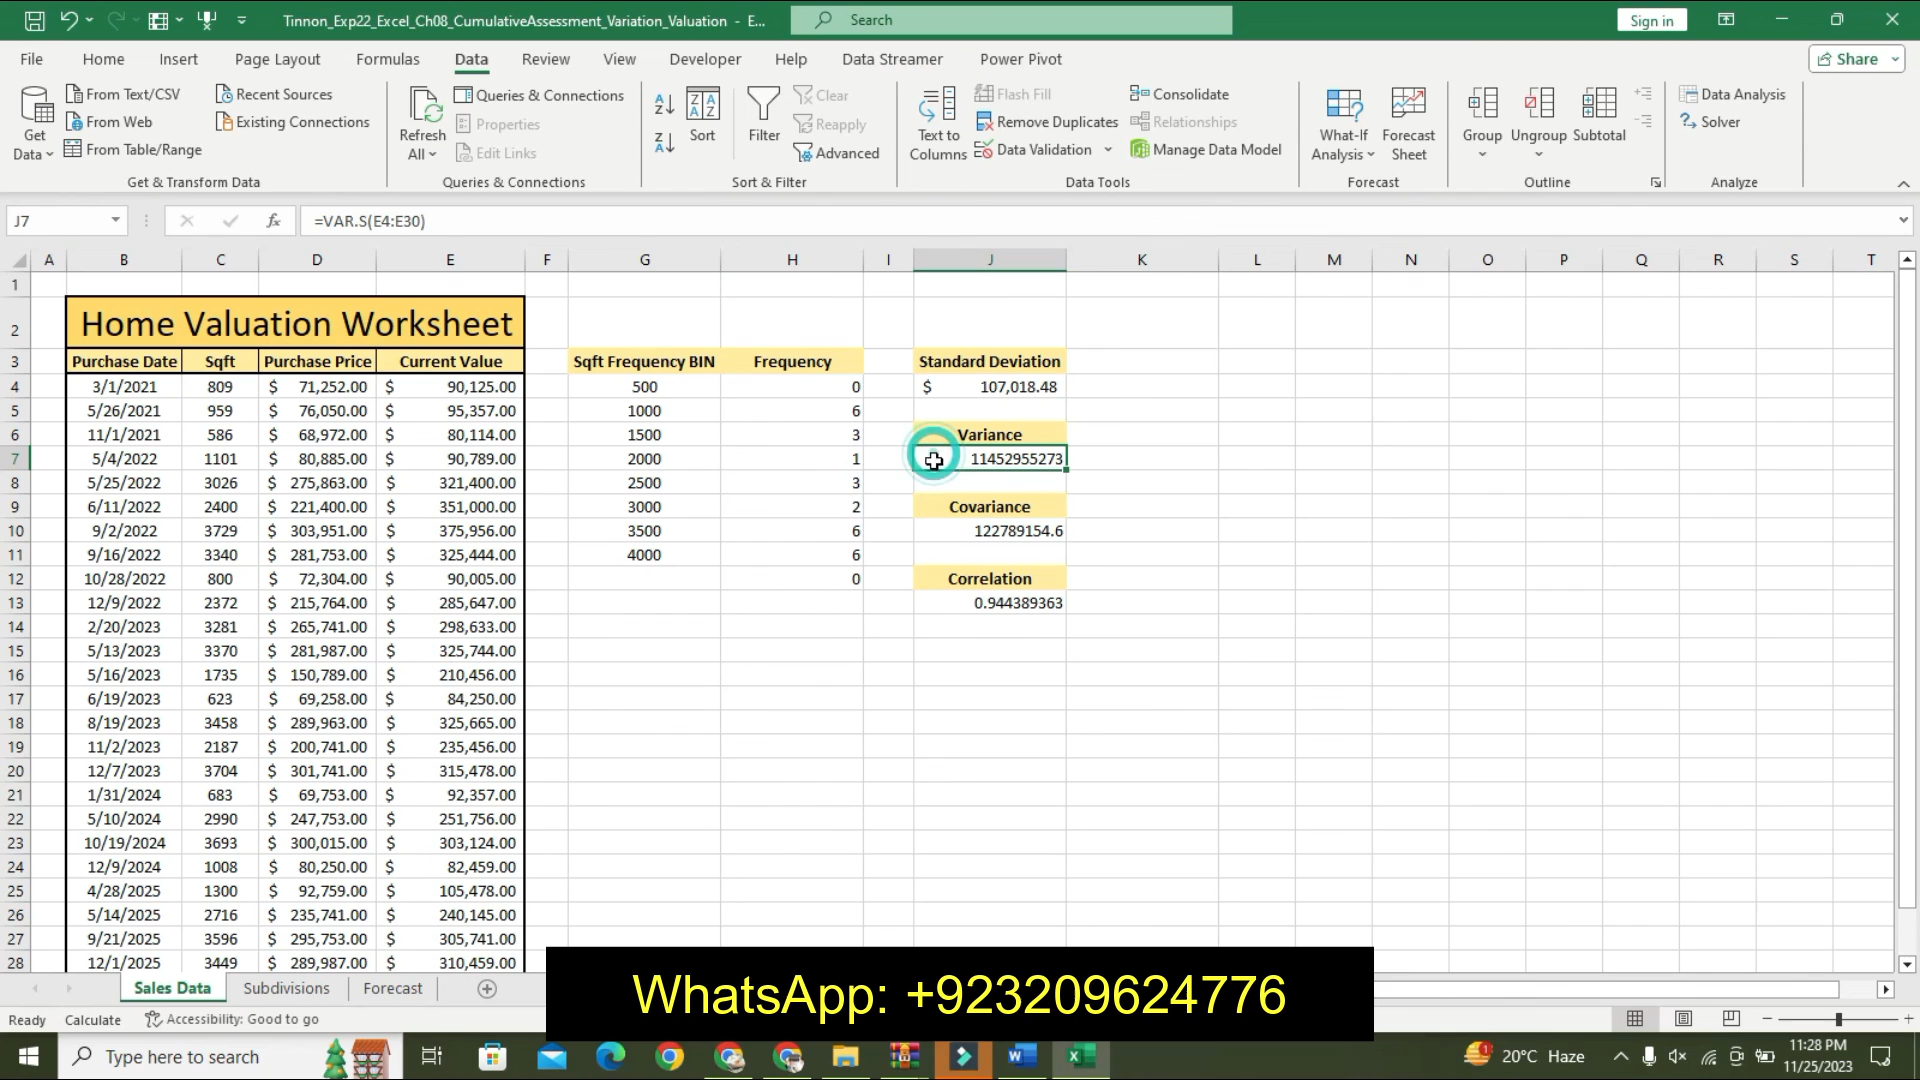 Tinnon_Exp22_Excel_Ch08_CumulativeAssessment_Variation_Valuation - E...
Search
Sign in
File Home Insert Page Layout Formulas Data Review View Developer Help Data Streamer Power Pivot
Share
Get Data
From Text/CSV
From Web
From Table/Range
Recent Sources
Existing Connections
Get & Transform Data
Refresh All
Queries & Connections
Properties
Edit Links
Queries & Connections
Sort
Filter
Clear
Reapply
Advanced
Sort & Filter
Text to Columns
Flash Fill
Remove Duplicates
Data Validation
Consolidate
Relationships
Manage Data Model
Data Tools
What-If Analysis
Forecast Sheet
Forecast
Group
Ungroup
Subtotal
Outline
Data Analysis
Solver
Analyze
J7 fx =VAR.S(E4:E30)
A B C D E F G H I J K L M N O P Q R S T
1
2 Home Valuation Worksheet
3 Purchase Date Sqft Purchase Price Current Value Sqft Frequency BIN Frequency Standard Deviation
4 3/1/2021 809 $ 71,252.00 $ 90,125.00 500 0 $ 107,018.48
5 5/26/2021 959 $ 76,050.00 $ 95,357.00 1000 6
6 11/1/2021 586 $ 68,972.00 $ 80,114.00 1500 3 Variance
7 5/4/2022 1101 $ 80,885.00 $ 90,789.00 2000 1 11452955273
8 5/25/2022 3026 $ 275,863.00 $ 321,400.00 2500 3
9 6/11/2022 2400 $ 221,400.00 $ 351,000.00 3000 2 Covariance
10 9/2/2022 3729 $ 303,951.00 $ 375,956.00 3500 6 122789154.6
11 9/16/2022 3340 $ 281,753.00 $ 325,444.00 4000 6
12 10/28/2022 800 $ 72,304.00 $ 90,005.00 0 Correlation
13 12/9/2022 2372 $ 215,764.00 $ 285,647.00 0.944389363
14 2/20/2023 3281 $ 265,741.00 $ 298,633.00
15 5/13/2023 3370 $ 281,987.00 $ 325,744.00
16 5/16/2023 1735 $ 150,789.00 $ 210,456.00
17 6/19/2023 623 $ 69,258.00 $ 84,250.00
18 8/19/2023 3458 $ 289,963.00 $ 325,665.00
19 11/2/2023 2187 $ 200,741.00 $ 235,456.00
20 12/7/2023 3704 $ 301,741.00 $ 315,478.00
21 1/31/2024 683 $ 69,753.00 $ 92,357.00
22 5/10/2024 2990 $ 247,753.00 $ 251,756.00
23 10/19/2024 3693 $ 300,015.00 $ 303,124.00
24 12/9/2024 1008 $ 80,250.00 $ 82,459.00
25 4/28/2025 1300 $ 92,759.00 $ 105,478.00
26 5/14/2025 2716 $ 235,741.00 $ 240,145.00
27 9/21/2025 3596 $ 295,753.00 $ 305,741.00
28 12/1/2025 3449 $ 289,987.00 $ 310,459.00
Sales Data Subdivisions Forecast
WhatsApp: +923209624776
Ready Calculate Accessibility: Good to go
Type here to search
20°C Haze
11:28 PM
11/25/2023